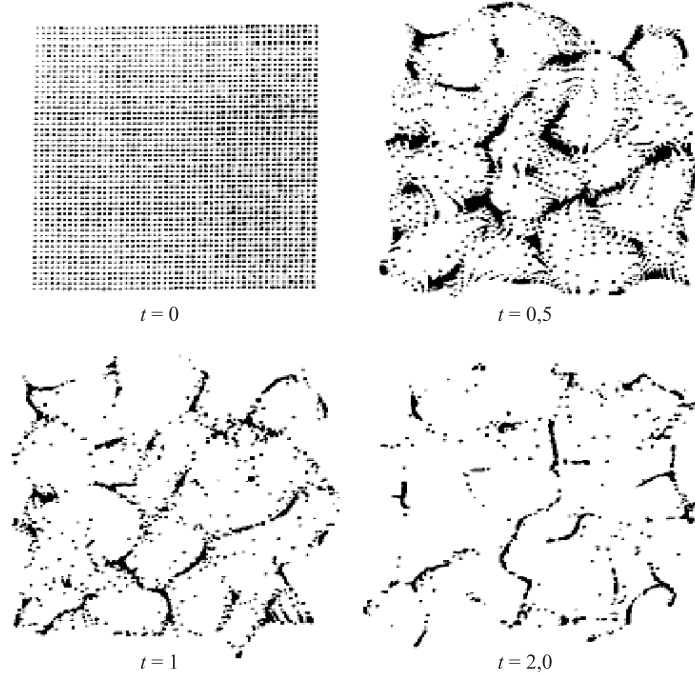 t = 0
t = 0,5
t = 1
t = 2,0